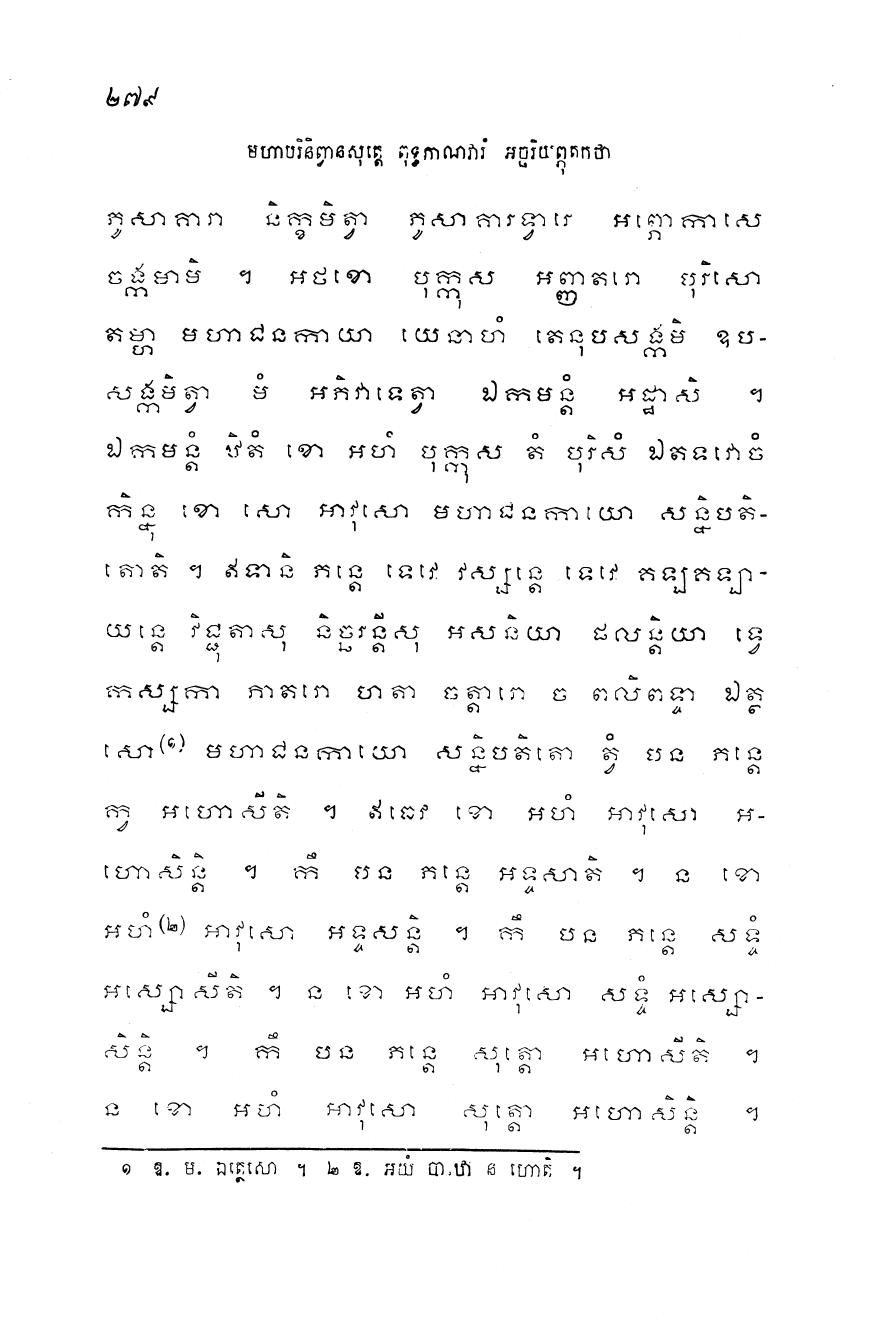 ២៧៩
មហាបរិនិព្វានសុត្តេ ពុទ្ធភាណវារំ អច្ឆរិយព្ភុតកថា
ភូសាគារា និក្ខមិត្វា ភូសាគារទ្វារេ អព្ភោកាសេ
ចង្កមាមិ ។ អថខោ បុក្កុស អញ្ញតរោ បុរិសោ
តម្ហា មហាជនកាយា យេនាហំ តេនុបសង្កមិ ឧប-
សង្កមិត្វា មំ អភិវាទេត្វា ឯកមន្តំ អដ្ឋាសិ ។
ឯកមន្តំ ឋិតំ ខោ អហំ បុក្កុស តំ បុរិសំ ឯតទវោចំ
កិន្នុ ខោ សោ អាវុសោ មហាជនកាយោ សន្និបតិ-
តោតិ ។ ឥទានិ ភន្តេ ទេវេ វស្សន្តេ ទេវេ គឡគឡា-
យន្តេ វិជ្ជុតាសុ និច្ឆរន្តីសុ អសនិយា ផលន្តិយា ទ្វេ
កស្សកា ភាតរោ ហតា ចត្តារោ ច ពលិពទ្ទា ឯត្ថ
សោ(១) មហាជនកាយោ សន្និបតិតោ ត្វំ បន ភន្តេ
ក្វ អហោសីតិ ។ ឥធេវ ខោ អហំ អាវុសោ អ-
ហោសិន្តិ ។ កឹ បន ភន្តេ អទ្ទសាតិ ។ ន ខោ
អហំ(២) អាវុសោ អទ្ទសន្តិ ។ កឹ បន ភន្តេ សទ្ទំ
អស្សោសីតិ ។ ន ខោ អហំ អាវុសោ សទ្ទំ អស្សោ-
សិន្តិ ។ កឹ បន ភន្តេ សុត្តោ អហោសីតិ ។
ន ខោ អហំ អាវុសោ សុត្តោ អហោសិន្តិ ។
១ ឱ. ម. ឯត្ថេសោ ។ ២ ឱ. អយំ បាឋោ ន ហោតិ ។